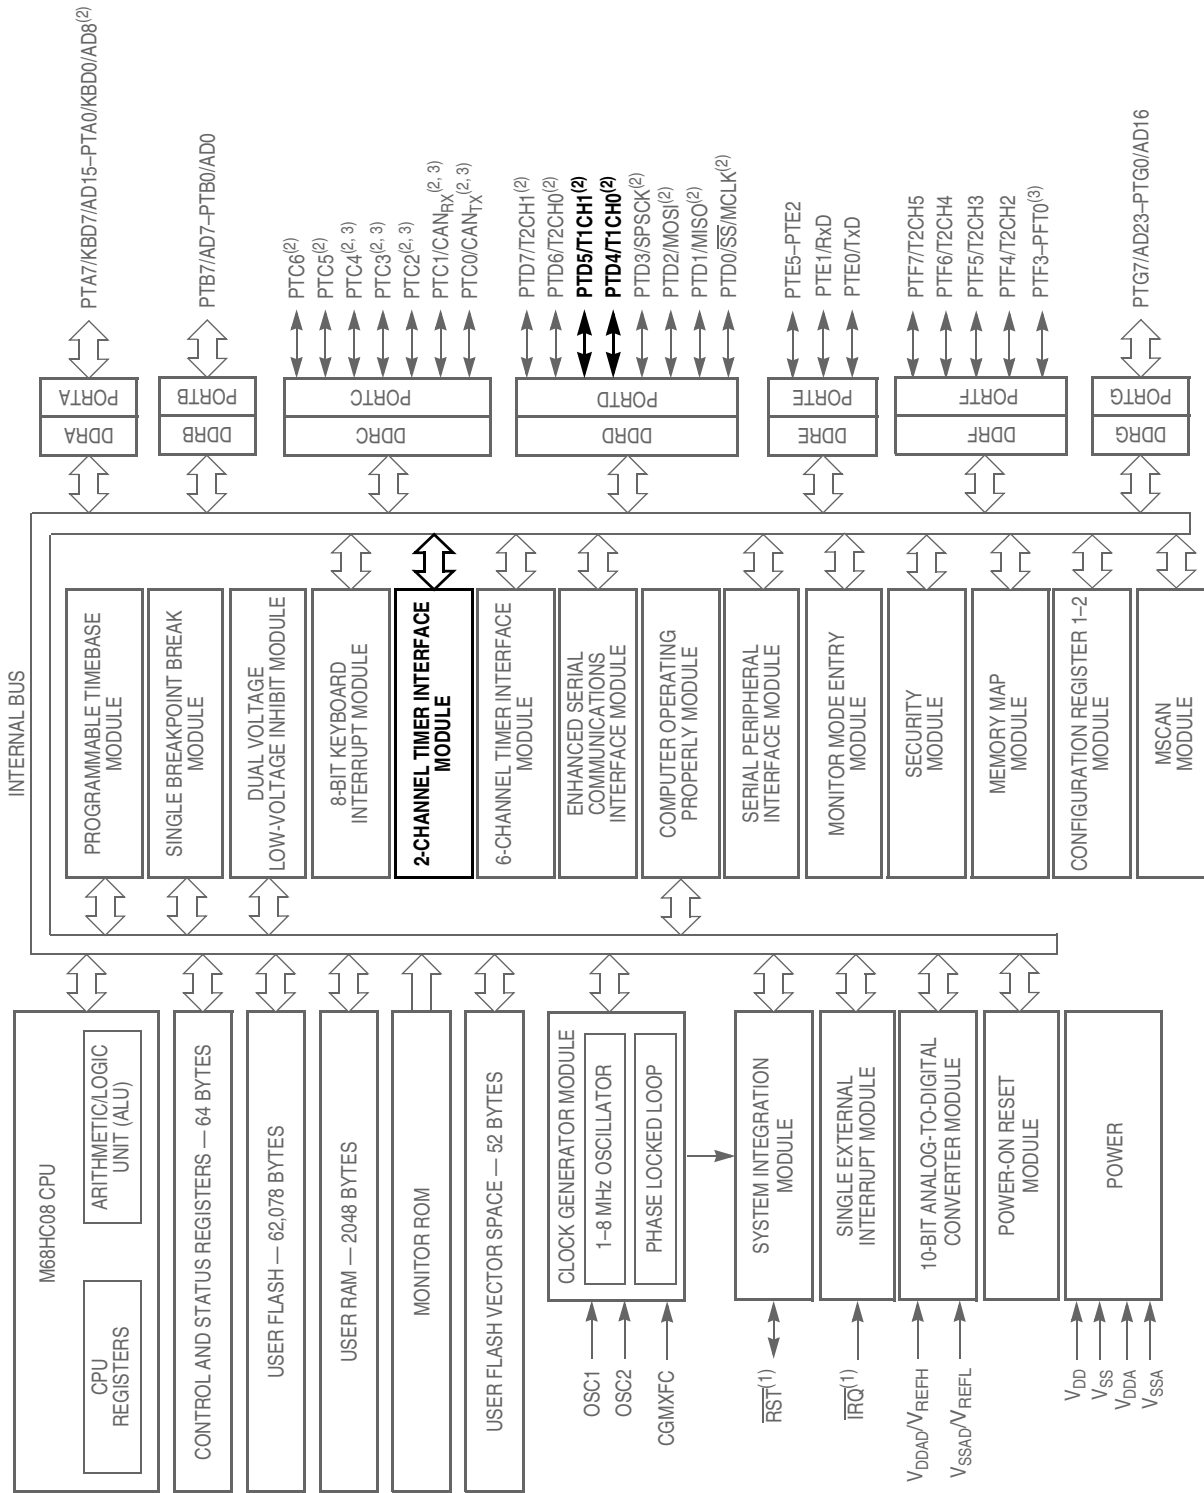 INTERNAL BUS
M68HC08 CPU
CPU
REGISTERS
ARITHMETIC/LOGIC
UNIT (ALU)
CONTROL AND STATUS REGISTERS — 64 BYTES
USER FLASH — 62,078 BYTES
USER RAM — 2048 BYTES
MONITOR ROM
USER FLASH VECTOR SPACE — 52 BYTES
CLOCK GENERATOR MODULE
1–8 MHz OSCILLATOR
PHASE LOCKED LOOP
OSC1
OSC2
CGMXFC
SYSTEM INTEGRATION
MODULE
RST(1)
SINGLE EXTERNAL
INTERRUPT MODULE
IRQ(1)
10-BIT ANALOG-TO-DIGITAL
CONVERTER MODULE
VDDAD/VREFH
VSSAD/VREFL
POWER-ON RESET
MODULE
POWER
VDD
VSS
VDDA
VSSA
PROGRAMMABLE TIMEBASE
MODULE
SINGLE BREAKPOINT BREAK
MODULE
DUAL VOLTAGE
LOW-VOLTAGE INHIBIT MODULE
8-BIT KEYBOARD
INTERRUPT MODULE
2-CHANNEL TIMER INTERFACE
MODULE
6-CHANNEL TIMER INTERFACE
MODULE
ENHANCED SERIAL
COMMUNICATIONS
INTERFACE MODULE
COMPUTER OPERATING
PROPERLY MODULE
SERIAL PERIPHERAL
INTERFACE MODULE
MONITOR MODE ENTRY
MODULE
SECURITY
MODULE
MEMORY MAP
MODULE
CONFIGURATION REGISTER 1–2
MODULE
MSCAN
MODULE
DDRA
PORTA
PTA7/KBD7/AD15–PTA0/KBD0/AD8(2)
DDRB
PORTB
PTB7/AD7–PTB0/AD0
DDRC
PORTC
PTC6(2)
PTC5(2)
PTC4(2, 3)
PTC3(2, 3)
PTC2(2, 3)
PTC1/CANRX(2, 3)
PTC0/CANTX(2, 3)
DDRD
PORTD
PTD7/T2CH1(2)
PTD6/T2CH0(2)
PTD5/T1CH1(2)
PTD4/T1CH0(2)
PTD3/SPSCK(2)
PTD2/MOSI(2)
PTD1/MISO(2)
PTD0/SS/MCLK(2)
DDRE
PORTE
PTE5–PTE2
PTE1/RxD
PTE0/TxD
DDRF
PORTF
PTF7/T2CH5
PTF6/T2CH4
PTF5/T2CH3
PTF4/T2CH2
PTF3–PFT0(3)
DDRG
PORTG
PTG7/AD23–PTG0/AD16